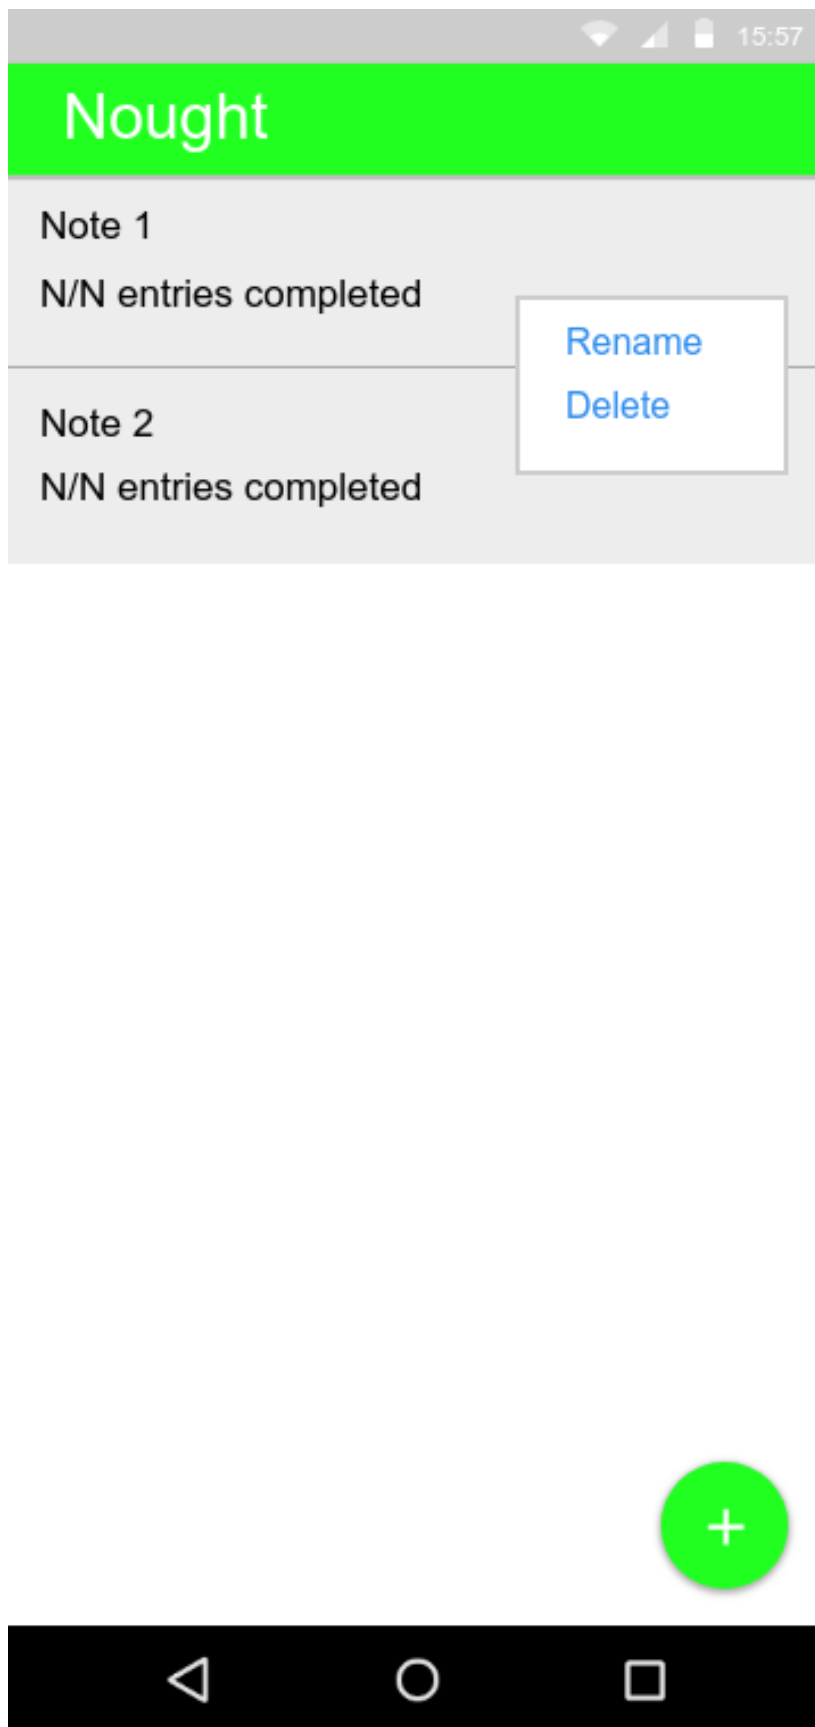 15:57
Nought
Note 1
N/N entries completed
Rename
Delete
Note 2
N/N entries completed
+